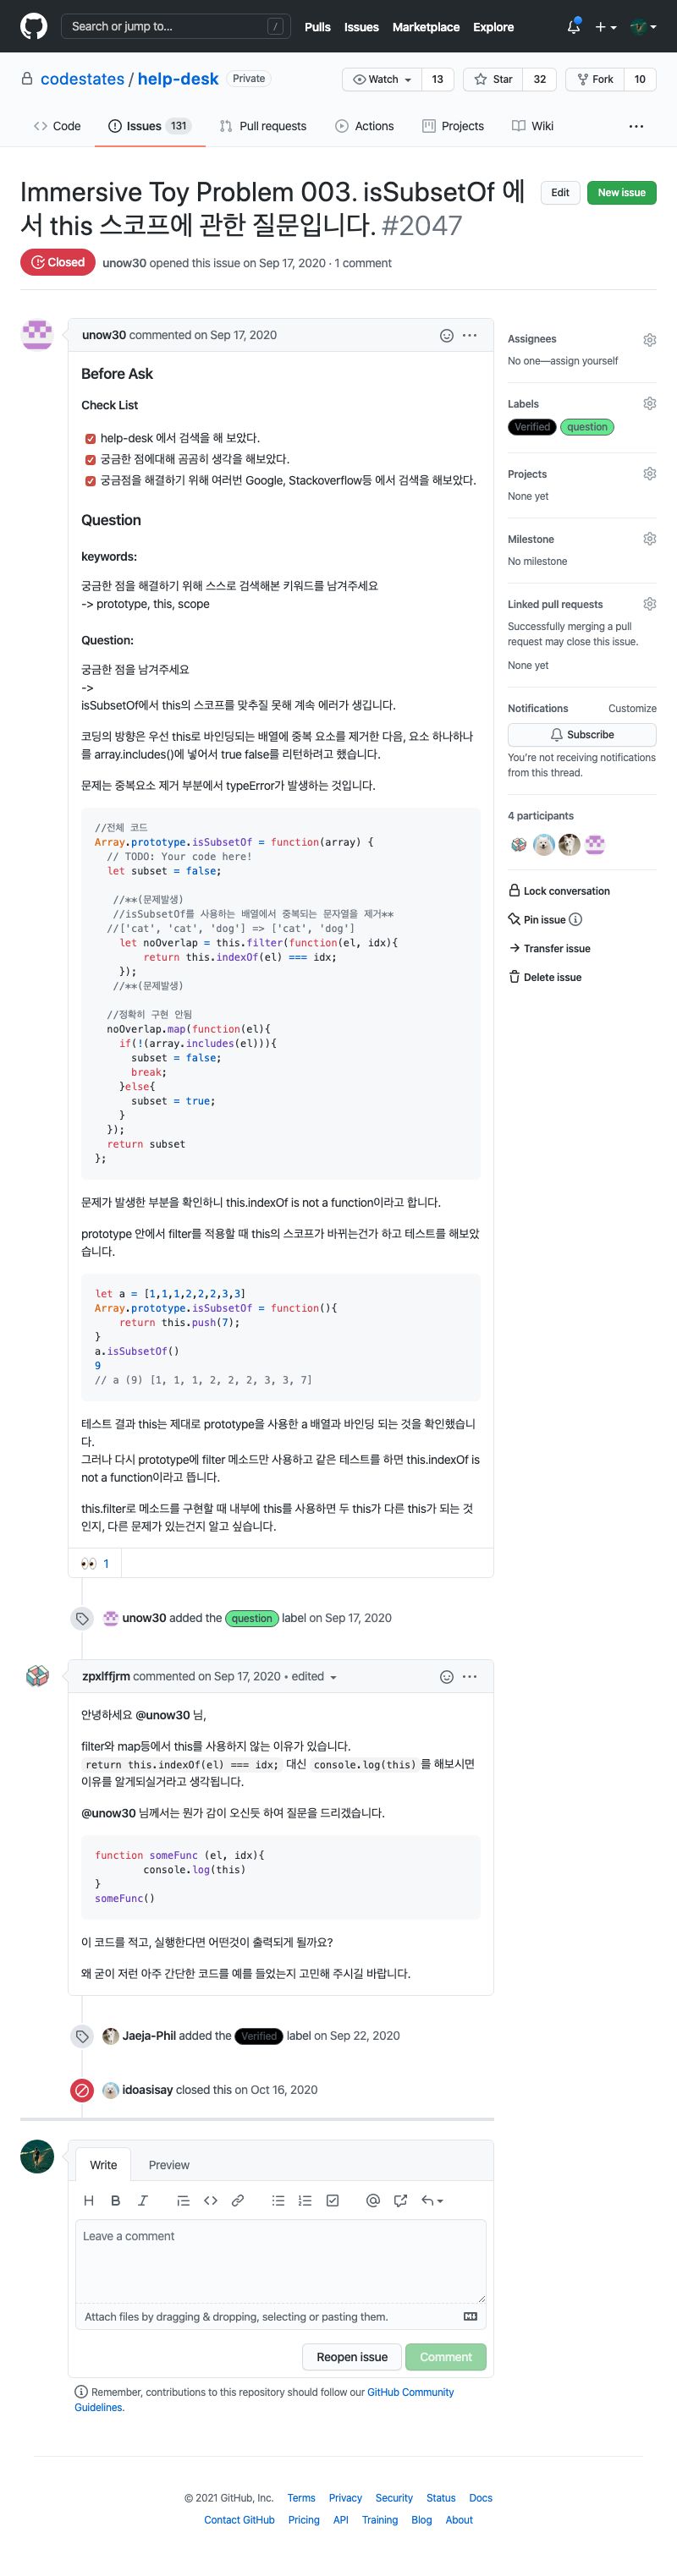 Search or jump to...
/
Pulls Issues Marketplace Explore
codestates / help-desk Private
Watch 13 Star 32 Fork 10
Code Issues 131 Pull requests Actions Projects Wiki ...
Immersive Toy Problem 003. isSubsetOf 에
서 this 스코프에 관한 질문입니다. #2047
Edit New issue
Closed unow30 opened this issue on Sep 17, 2020 · 1 comment
unow30 commented on Sep 17, 2020
Before Ask
Check List
help-desk 에서 검색을 해 보았다.
궁금한 점에대해 곰곰히 생각을 해보았다.
궁금점을 해결하기 위해 여러번 Google, Stackoverflow등 에서 검색을 해보았다.
Question
keywords:
궁금한 점을 해결하기 위해 스스로 검색해본 키워드를 남겨주세요
-> prototype, this, scope
Question:
궁금한 점을 남겨주세요
->
isSubsetOf에서 this의 스코프를 맞추질 못해 계속 에러가 생깁니다.
코딩의 방향은 우선 this로 바인딩되는 배열에 중복 요소를 제거한 다음, 요소 하나하나
를 array.includes()에 넣어서 true false를 리턴하려고 했습니다.
문제는 중복요소 제거 부분에서 typeError가 발생하는 것입니다.
//전체 코드
Array.prototype.isSubsetOf = function(array) {
// TODO: Your code here!
let subset = false;
//**(문제발생)
//isSubsetOf를 사용하는 배열에서 중복되는 문자열을 제거**
//['cat', 'cat', 'dog'] => ['cat', 'dog']
let noOverlap = this.filter(function(el, idx){
return this.indexOf(el) === idx;
});
//**(문제발생)
//정확히 구현 안됨
noOverlap.map(function(el){
if(!(array.includes(el))){
subset = false;
break;
}else{
subset = true;
}
});
return subset
};
문제가 발생한 부분을 확인하니 this.indexOf is not a function이라고 합니다.
prototype 안에서 filter를 적용할 때 this의 스코프가 바뀌는건가 하고 테스트를 해보았
습니다.
let a = [1,1,1,2,2,2,3,3]
Array.prototype.isSubsetOf = function(){
return this.push(7);
}
a.isSubsetOf()
9
// a (9) [1, 1, 1, 2, 2, 2, 3, 3, 7]
테스트 결과 this는 제대로 prototype을 사용한 a 배열과 바인딩 되는 것을 확인했습니
다.
그러나 다시 prototype에 filter 메소드만 사용하고 같은 테스트를 하면 this.indexOf is
not a function이라고 뜹니다.
this.filter로 메소드를 구현할 때 내부에 this를 사용하면 두 this가 다른 this가 되는 것
인지, 다른 문제가 있는건지 알고 싶습니다.
👀 1
unow30 added the question label on Sep 17, 2020
zpxlffjrm commented on Sep 17, 2020 • edited
안녕하세요 @unow30 님,
filter와 map등에서 this를 사용하지 않는 이유가 있습니다.
return this.indexOf(el) === idx; 대신 console.log(this) 를 해보시면
이유를 알게되실거라고 생각됩니다.
@unow30 님께서는 뭔가 감이 오신듯 하여 질문을 드리겠습니다.
function someFunc (el, idx){
console.log(this)
}
someFunc()
이 코드를 적고, 실행한다면 어떤것이 출력되게 될까요?
왜 굳이 저런 아주 간단한 코드를 예를 들었는지 고민해 주시길 바랍니다.
Jaeja-Phil added the Verified label on Sep 22, 2020
idoasisay closed this on Oct 16, 2020
Write Preview
H B I
Leave a comment
Attach files by dragging & dropping, selecting or pasting them.
Reopen issue Comment
Remember, contributions to this repository should follow our GitHub Community
Guidelines.
Assignees
No one—assign yourself
Labels
Verified question
Projects
None yet
Milestone
No milestone
Linked pull requests
Successfully merging a pull
request may close this issue.
None yet
Notifications Customize
Subscribe
You're not receiving notifications
from this thread.
4 participants
Lock conversation
Pin issue
Transfer issue
Delete issue
© 2021 GitHub, Inc. Terms Privacy Security Status Docs
Contact GitHub Pricing API Training Blog About